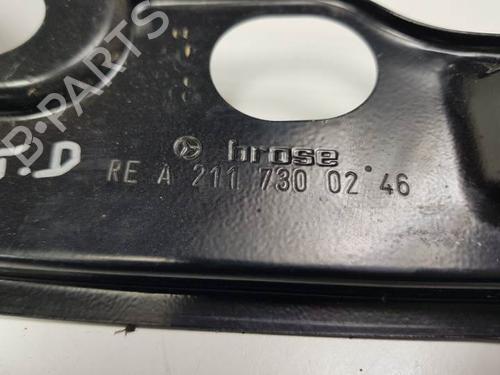 B-PARTS
brose
T.D
RE A 211 730 02 46